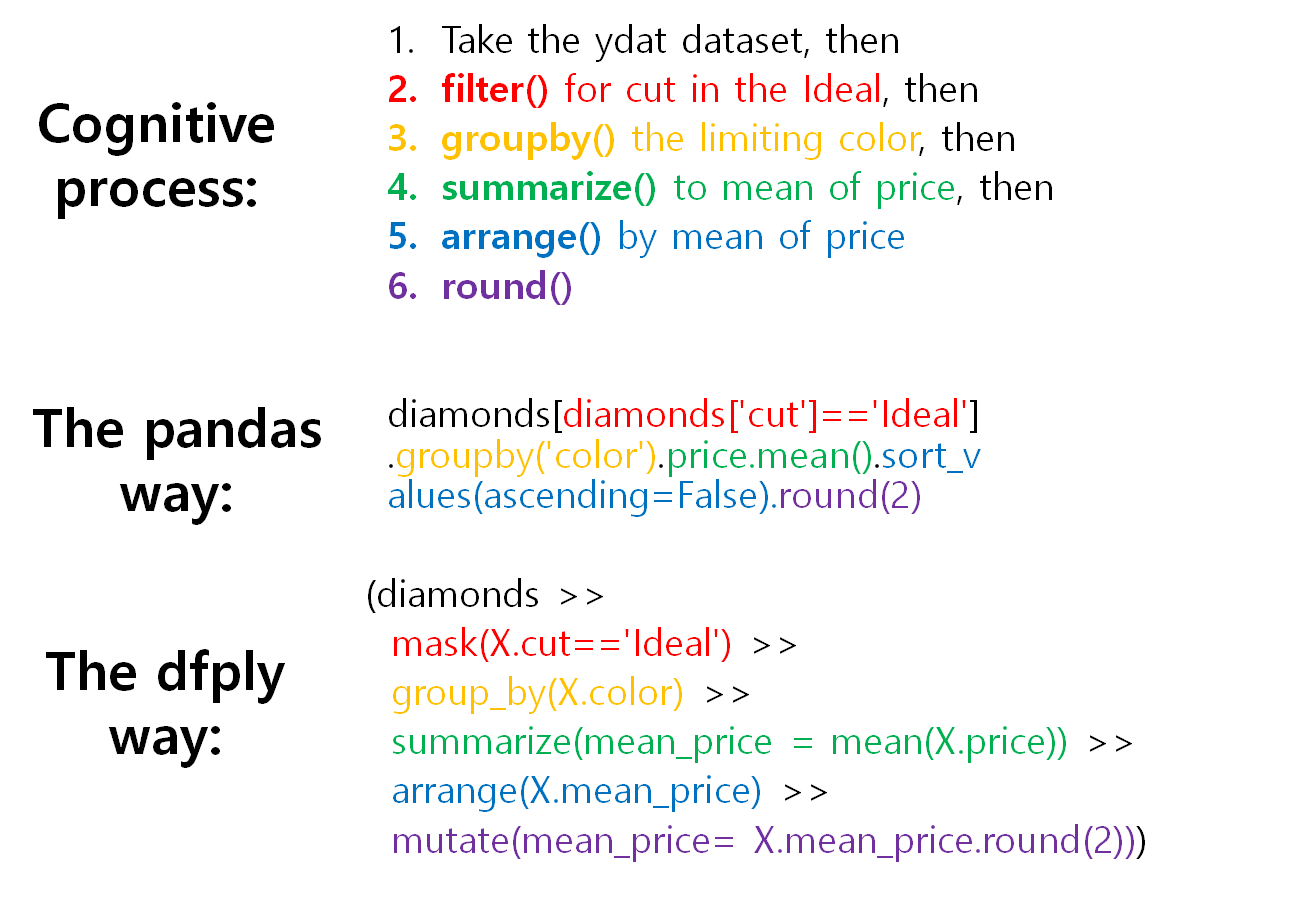 Cognitive
process:
1. Take the ydat dataset, then
2. filter() for cut in the Ideal, then
3. groupby() the limiting color, then
4. summarize() to mean of price, then
5. arrange() by mean of price
6. round()
The pandas
way:
diamonds[diamonds['cut']=='Ideal']
.groupby('color').price.mean().sort_v
alues(ascending=False).round(2)
The dfply
way:
(diamonds >>
mask(X.cut=='Ideal') >>
group_by(X.color) >>
summarize(mean_price = mean(X.price)) >>
arrange(X.mean_price) >>
mutate(mean_price= X.mean_price.round(2)))